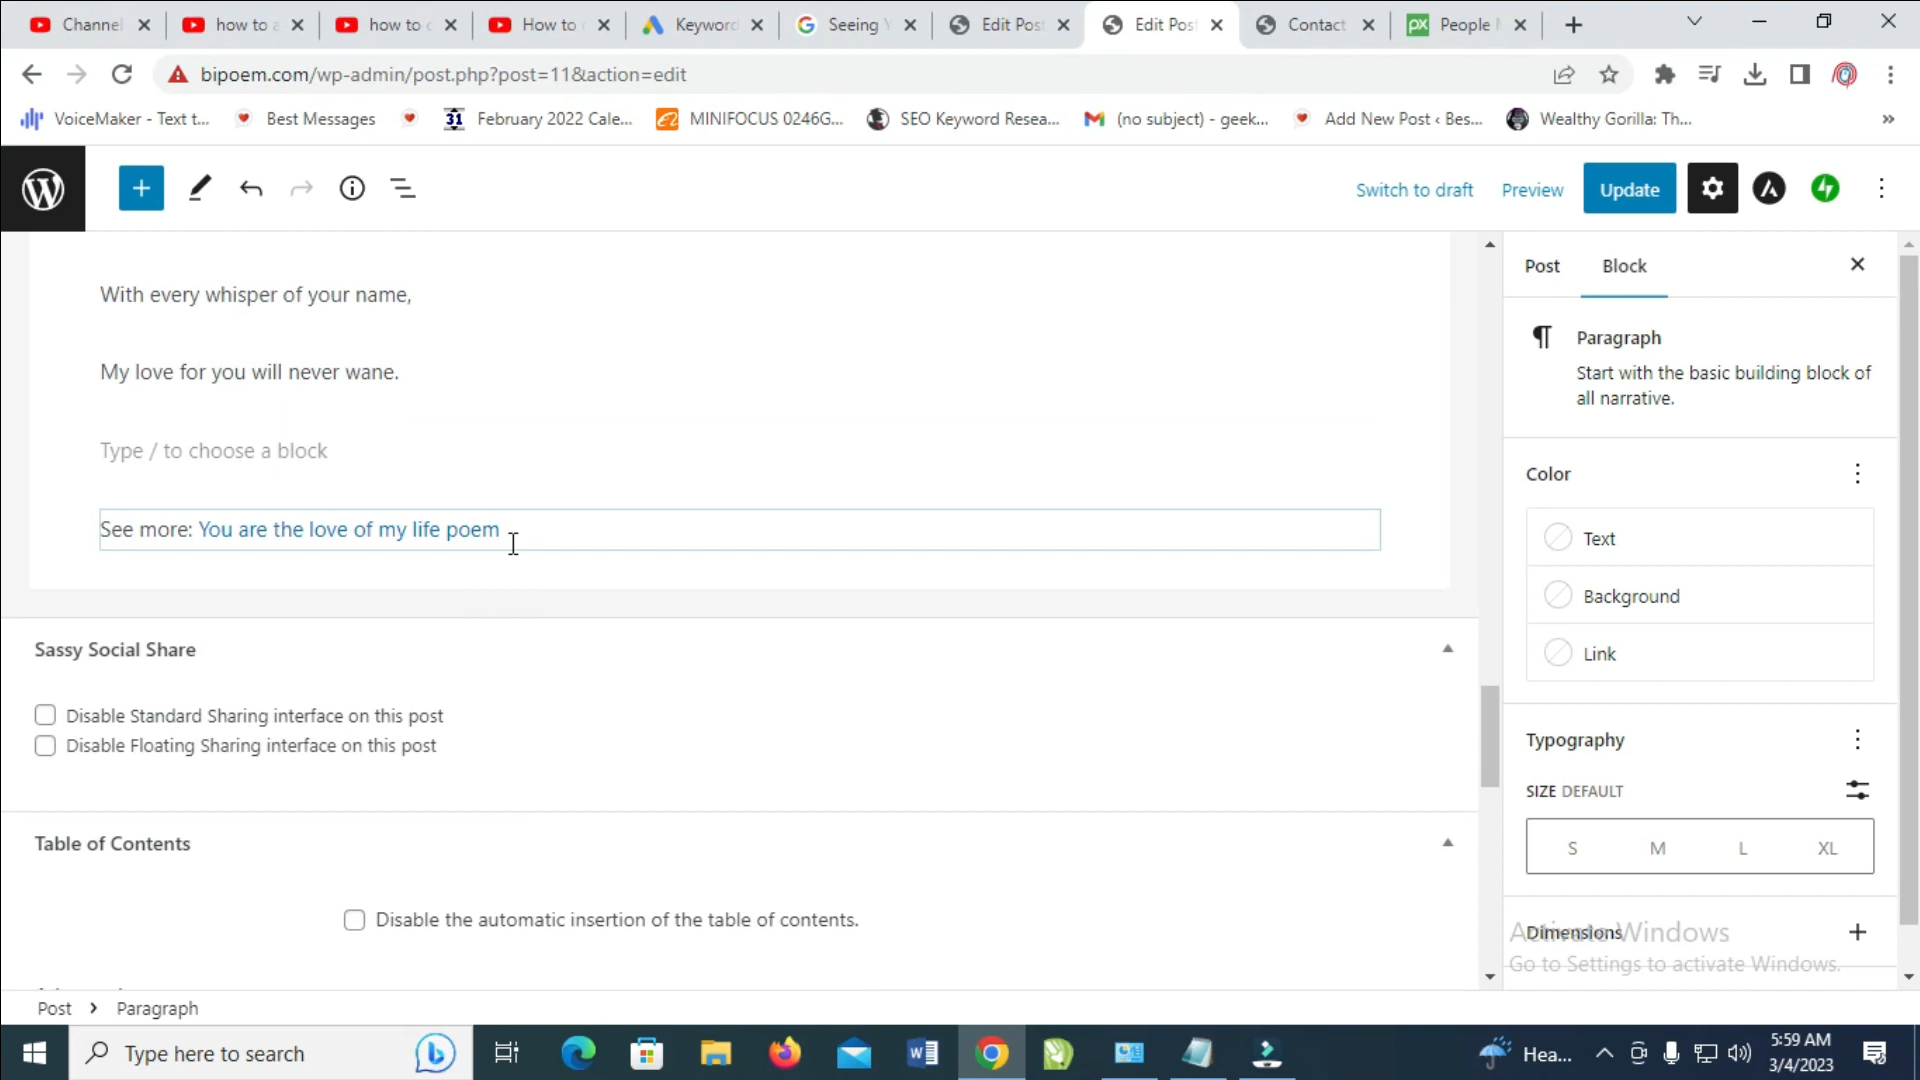 Channel
how to a
how to c
How to c
Keyword
Seeing Y
Edit Post
Edit Post
Contact
px
People M
bipoem.com/wp-admin/post.php?post=11&action=edit
VoiceMaker - Text t...
Best Messages
31
February 2022 Cale...
MINIFOCUS 0246G...
SEO Keyword Resea...
(no subject) - geek...
Add New Post ‹ Bes...
Wealthy Gorilla: Th...
»
Switch to draft
Preview
Update
With every whisper of your name,
My love for you will never wane.
Type / to choose a block
See more: You are the love of my life poem
Sassy Social Share
Disable Standard Sharing interface on this post
Disable Floating Sharing interface on this post
Table of Contents
Disable the automatic insertion of the table of contents.
Post
Block
Paragraph
Start with the basic building block of
all narrative.
Color
Text
Background
Link
Typography
SIZE DEFAULT
S M L XL
Dimensions
Activate Windows
Go to Settings to activate Windows.
Post > Paragraph
Type here to search
Hea...
5:59 AM
3/4/2023